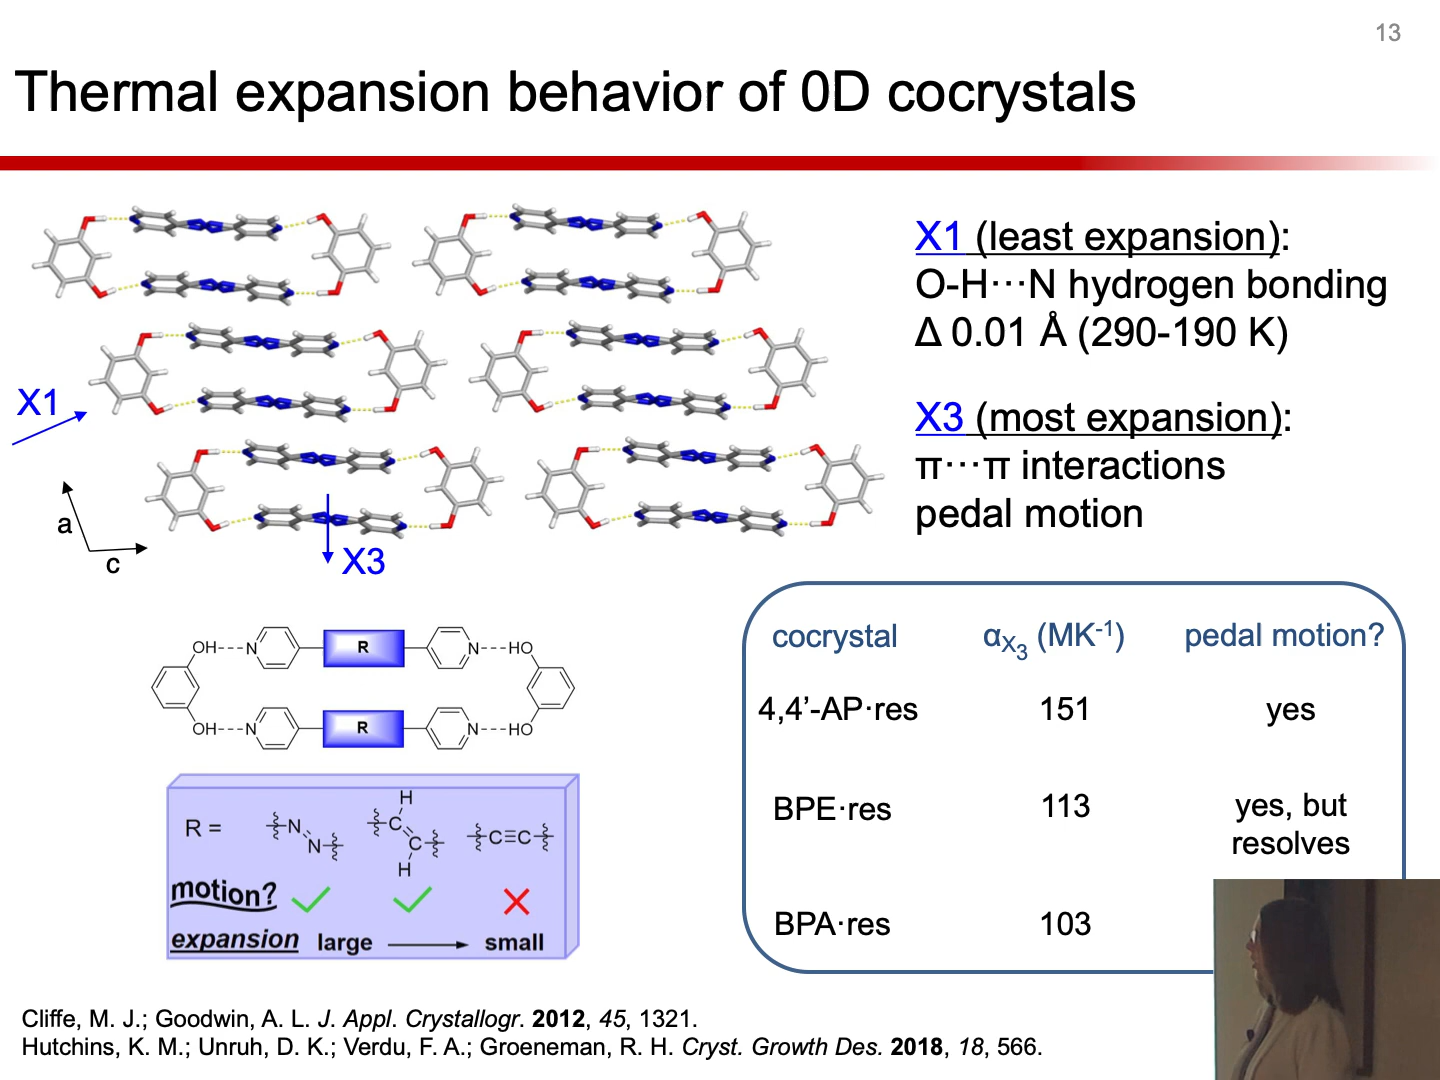 13
Thermal expansion behavior of 0D cocrystals
X1 (least expansion):
O-H···N hydrogen bonding
Δ 0.01 Å (290-190 K)
X3 (most expansion):
π···π interactions
pedal motion
X1
a
c
X3
OH---N R N---HO
OH---N R N---HO
R = N N H C C H C≡C
motion?
expansion large small
cocrystal αX3 (MK-1) pedal motion?
4,4’-AP·res 151 yes
BPE·res 113 yes, but
resolves
BPA·res 103
Cliffe, M. J.; Goodwin, A. L. J. Appl. Crystallogr. 2012, 45, 1321.
Hutchins, K. M.; Unruh, D. K.; Verdu, F. A.; Groeneman, R. H. Cryst. Growth Des. 2018, 18, 566.